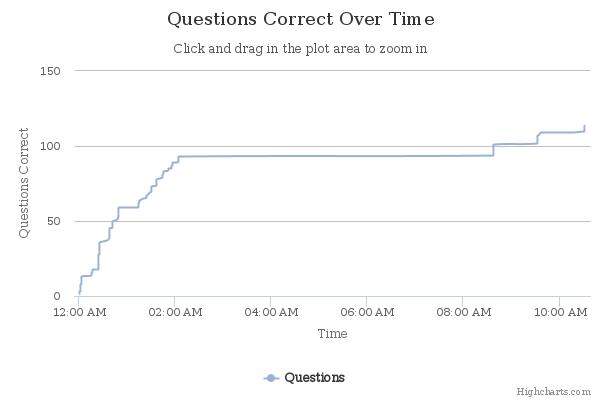 Questions Correct Over Time
Click and drag in the plot area to zoom in
Questions Correct
150
100
50
0
12:00 AM 02:00 AM 04:00 AM 06:00 AM 08:00 AM 10:00 AM
Time
Questions
Highcharts.com